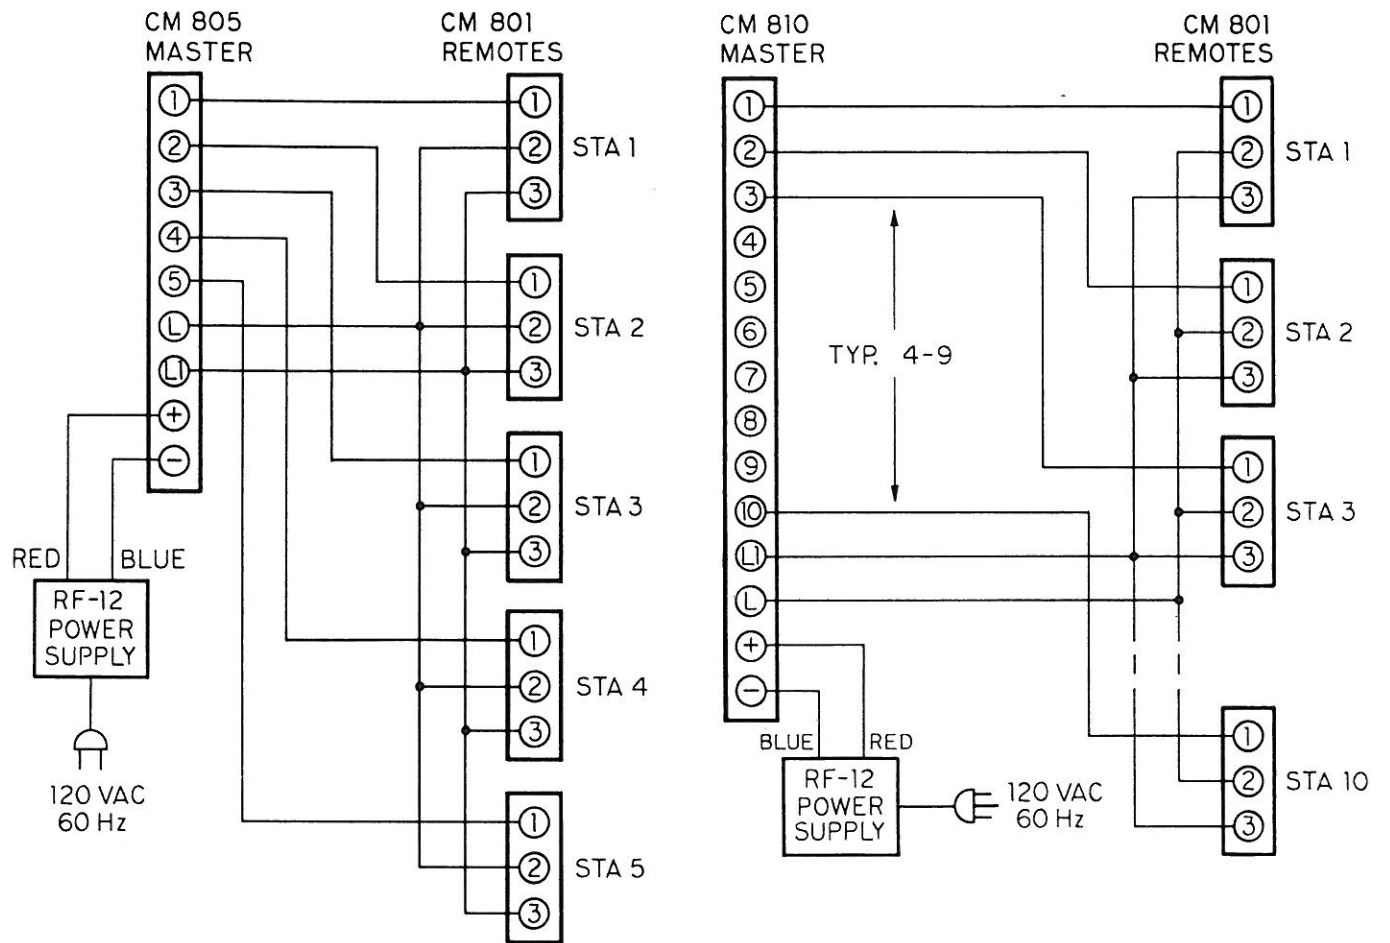 CM 805
MASTER
CM 801
REMOTES
1
2
3
4
5
L
L1
+
−
1
2
3
STA 1
1
2
3
STA 2
1
2
3
STA 3
1
2
3
STA 4
1
2
3
STA 5
RED
BLUE
RF-12
POWER
SUPPLY
120 VAC
60 Hz
CM 810
MASTER
CM 801
REMOTES
1
2
3
4
5
6
7
8
9
10
L1
L
+
−
TYP. 4-9
1
2
3
STA 1
1
2
3
STA 2
1
2
3
STA 3
1
2
3
STA 10
BLUE
RED
RF-12
POWER
SUPPLY
120 VAC
60 Hz